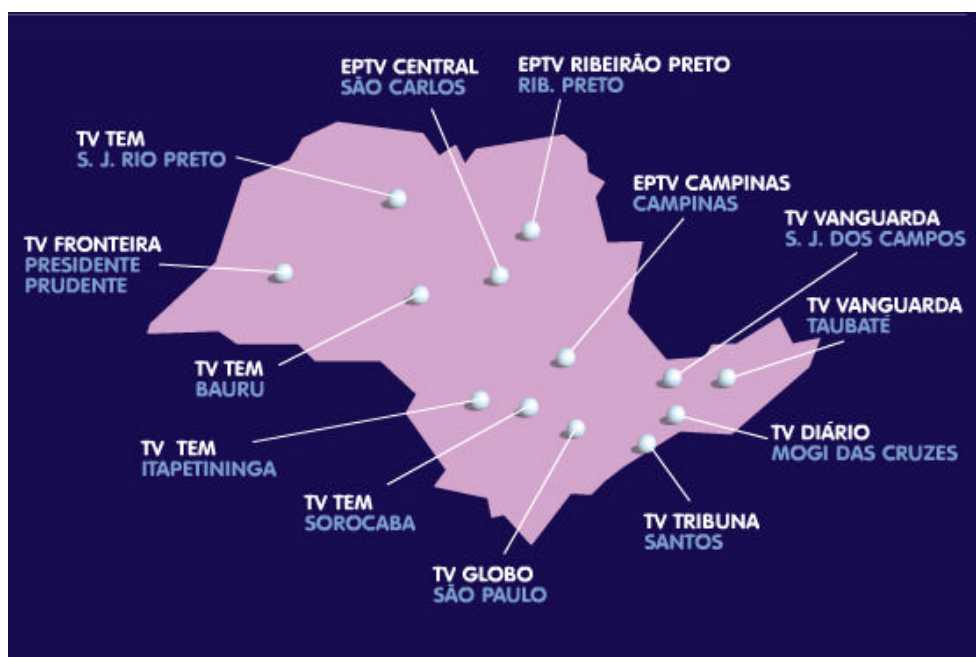 EPTV CENTRAL
SÃO CARLOS
EPTV RIBEIRÃO PRETO
RIB. PRETO
TV TEM
S. J. RIO PRETO
EPTV CAMPINAS
CAMPINAS
TV VANGUARDA
S. J. DOS CAMPOS
TV FRONTEIRA
PRESIDENTE
PRUDENTE
TV VANGUARDA
TAUBATÉ
TV TEM
BAURU
TV TEM
ITAPETININGA
TV DIÁRIO
MOGI DAS CRUZES
TV TEM
SOROCABA
TV TRIBUNA
SANTOS
TV GLOBO
SÃO PAULO